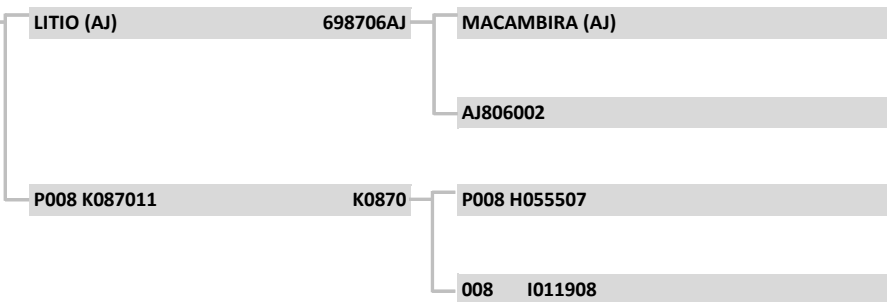 LITIO (AJ) 698706AJ MACAMBIRA (AJ)
AJ806002
P008 K087011 K0870 P008 H055507
008 I011908